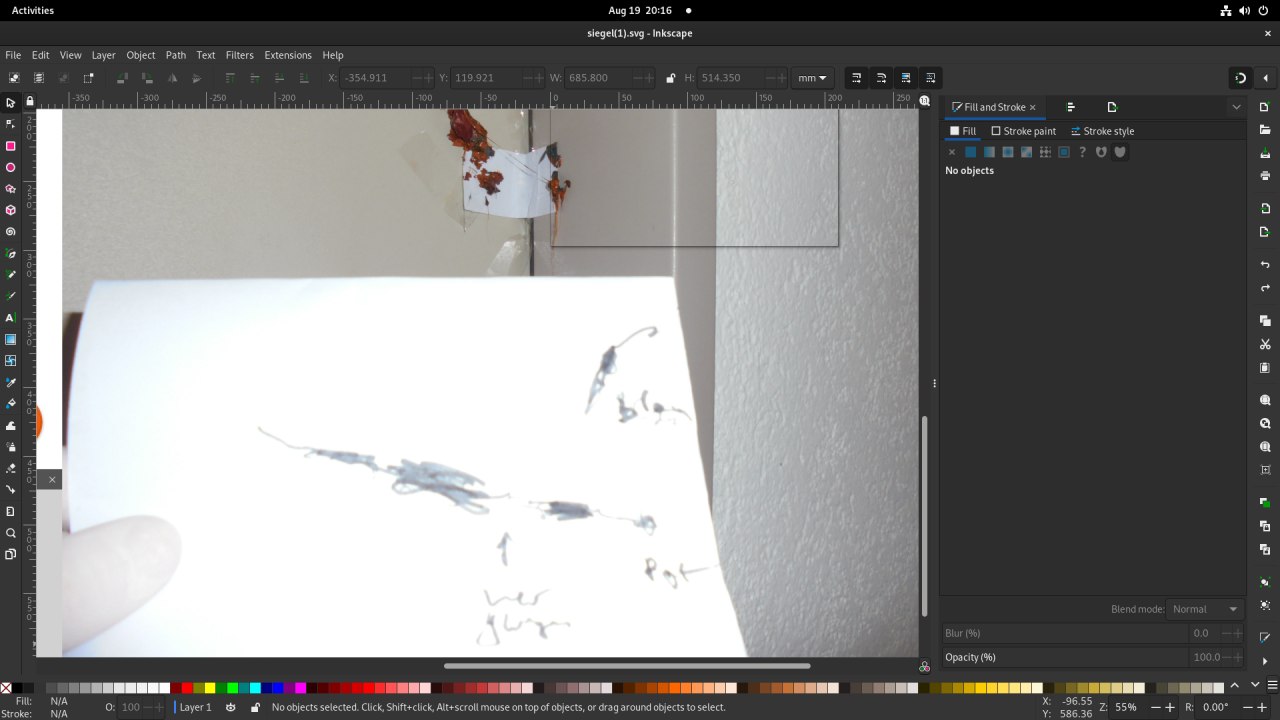 Activities
Aug 19 20:16
siegel(1).svg - Inkscape
File Edit View Layer Object Path Text Filters Extensions Help
X: -354.911 Y: 119.921 W: 685.800 H: 514.350 mm
-350 -300 -250 -200 -150 -100 -50 0 50 100 150 200 250
Fill and Stroke
Fill Stroke paint Stroke style
No objects
blau
Rot
Blend mode: Normal
Blur (%) 0.0
Opacity (%) 100.0
Fill: N/A
Stroke: N/A
O: 100
Layer 1
No objects selected. Click, Shift+click, Alt+scroll mouse on top of objects, or drag around objects to select.
X: -96.55
Y: 586.36
Z: 55%
R: 0.00°